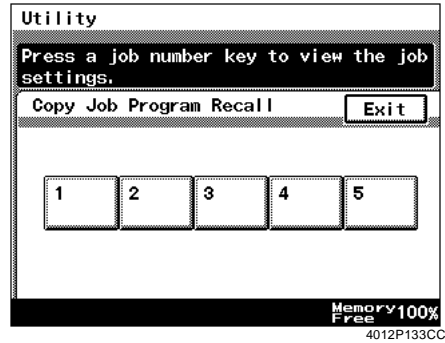 Utility
Press a job number key to view the job
settings.
Copy Job Program Recall
Exit
1 2 3 4 5
Memory Free 100%
4012P133CC